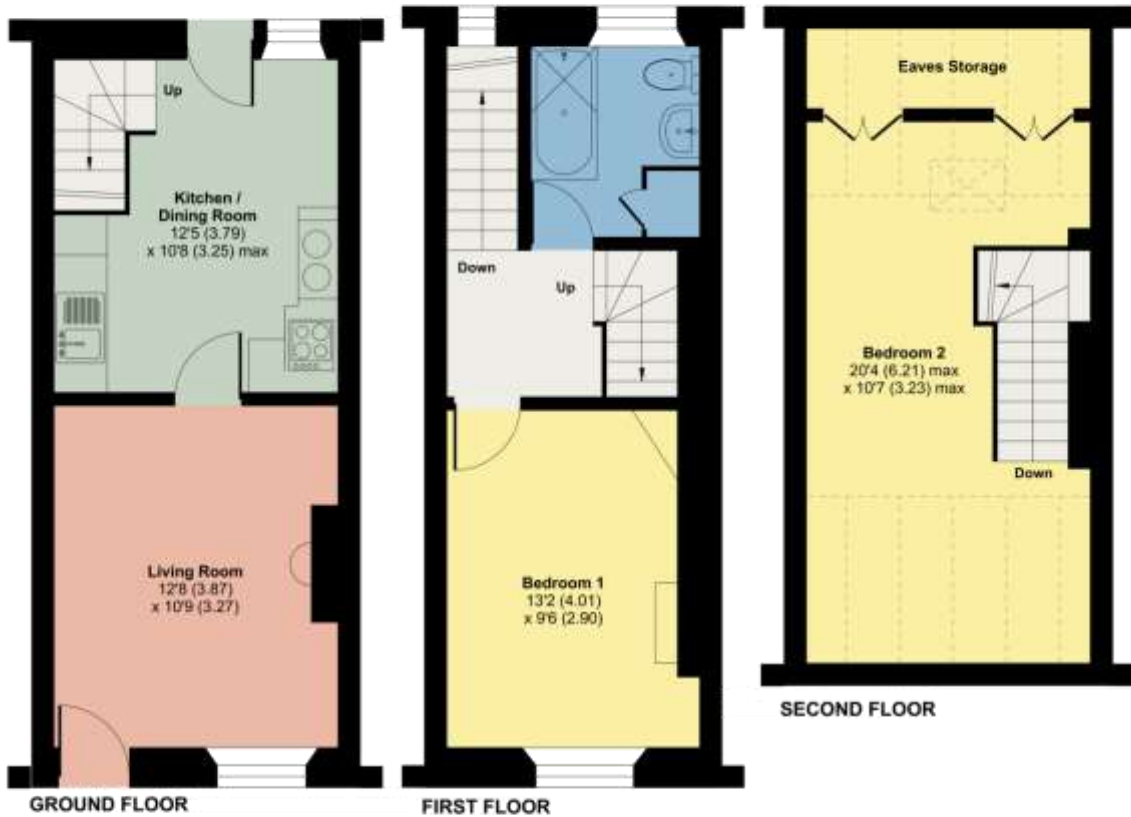 Up
Kitchen /
Dining Room
12'5 (3.79)
x 10'8 (3.25) max
Living Room
12'8 (3.87)
x 10'9 (3.27)
GROUND FLOOR
Down
Up
Bedroom 1
13'2 (4.01)
x 9'6 (2.90)
FIRST FLOOR
Eaves Storage
Bedroom 2
20'4 (6.21) max
x 10'7 (3.23) max
Down
SECOND FLOOR